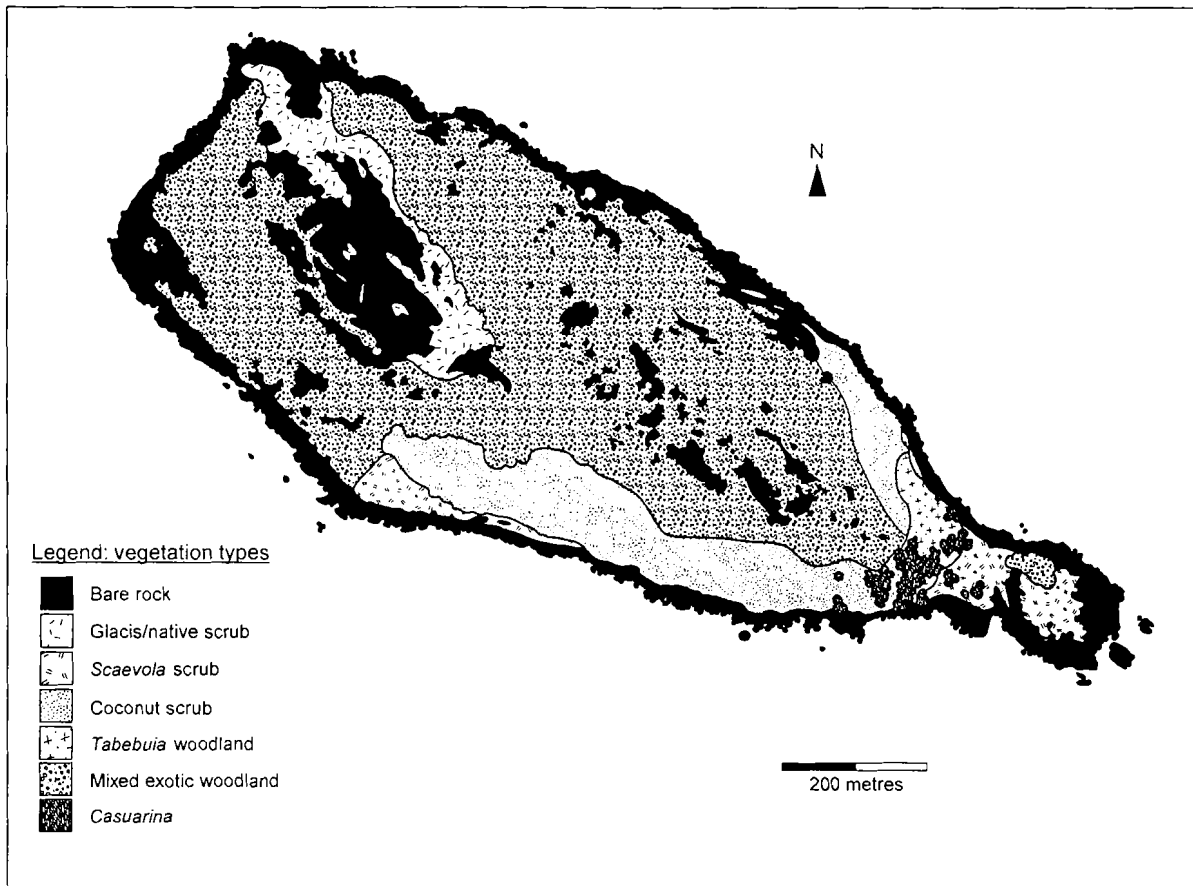 N
Legend: vegetation types
Bare rock
Glacis/native scrub
Scaevola scrub
Coconut scrub
Tabebuia woodland
Mixed exotic woodland
Casuarina
200 metres